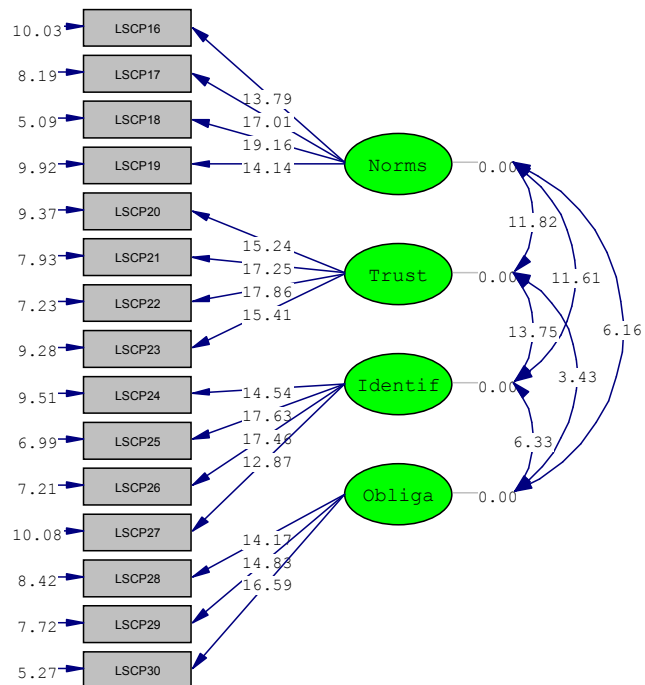 10.03 LSCP16
8.19 LSCP17
13.79
5.09 LSCP18
17.01
19.16
9.92 LSCP19
14.14
Norms 0.00
9.37 LSCP20
11.82
7.93 LSCP21
15.24
17.25
Trust 0.00
11.61
7.23 LSCP22
17.86
15.41
13.75
6.16
9.28 LSCP23
3.43
9.51 LSCP24
14.54
Identif 0.00
17.63
6.99 LSCP25
17.46
6.33
12.87
7.21 LSCP26
Obliga 0.00
10.08 LSCP27
14.17
14.83
8.42 LSCP28
16.59
7.72 LSCP29
5.27 LSCP30